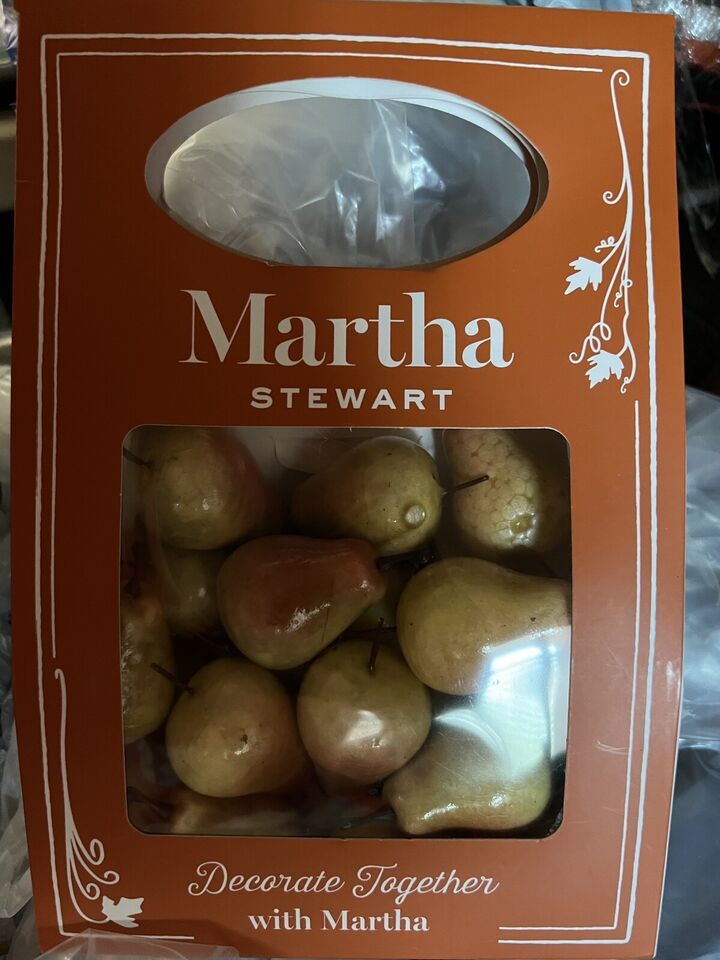 Martha
STEWART
Decorate Together
with Martha